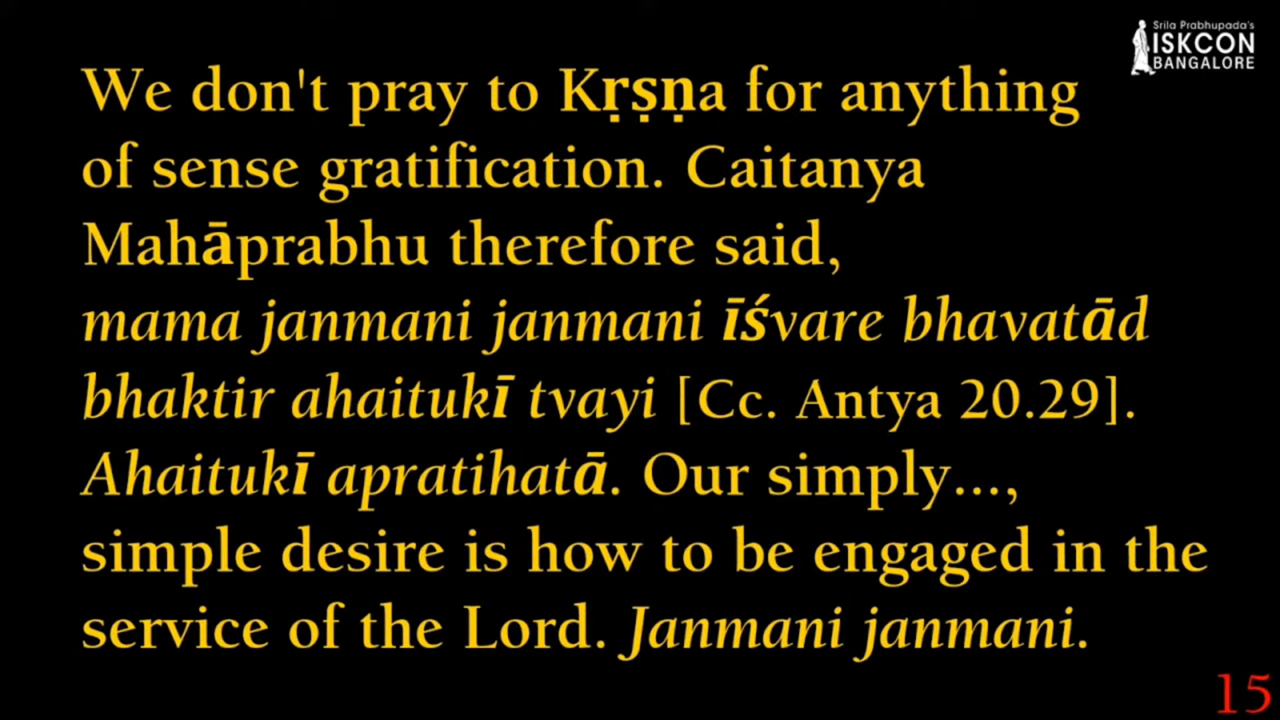 Srila Prabhupada's
ISKCON
BANGALORE
We don't pray to Kṛṣṇa for anything
of sense gratification. Caitanya
Mahāprabhu therefore said,
mama janmani janmani īśvare bhavatād
bhaktir ahaitukī tvayi [Cc. Antya 20.29].
Ahaitukī apratihatā. Our simply...,
simple desire is how to be engaged in the
service of the Lord. Janmani janmani.
15